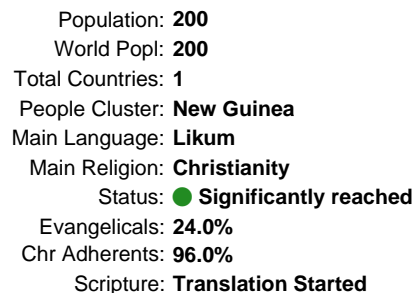 Population: 200
World Popl: 200
Total Countries: 1
People Cluster: New Guinea
Main Language: Likum
Main Religion: Christianity
Status: Significantly reached
Evangelicals: 24.0%
Chr Adherents: 96.0%
Scripture: Translation Started